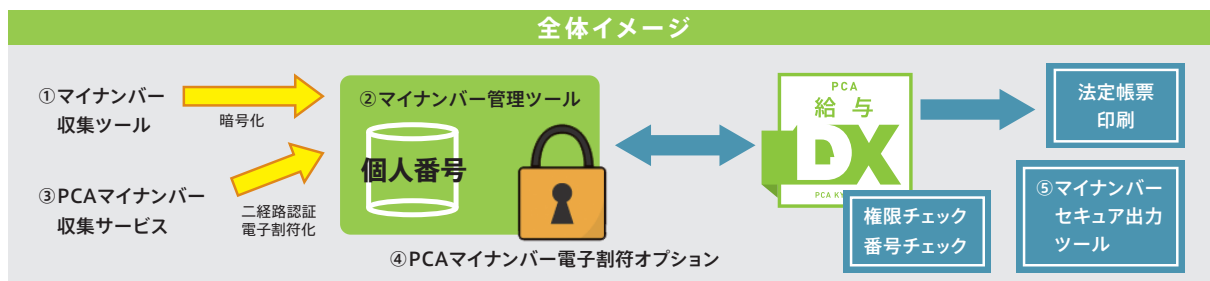 全体イメージ
①マイナンバー
収集ツール
暗号化
③PCAマイナンバー
収集サービス
二経路認証
電子割符化
②マイナンバー管理ツール
個人番号
④PCAマイナンバー電子割符オプション
PCA
給与
DX
PCA KY
権限チェック
番号チェック
法定帳票
印刷
⑤マイナンバー
セキュア出力
ツール